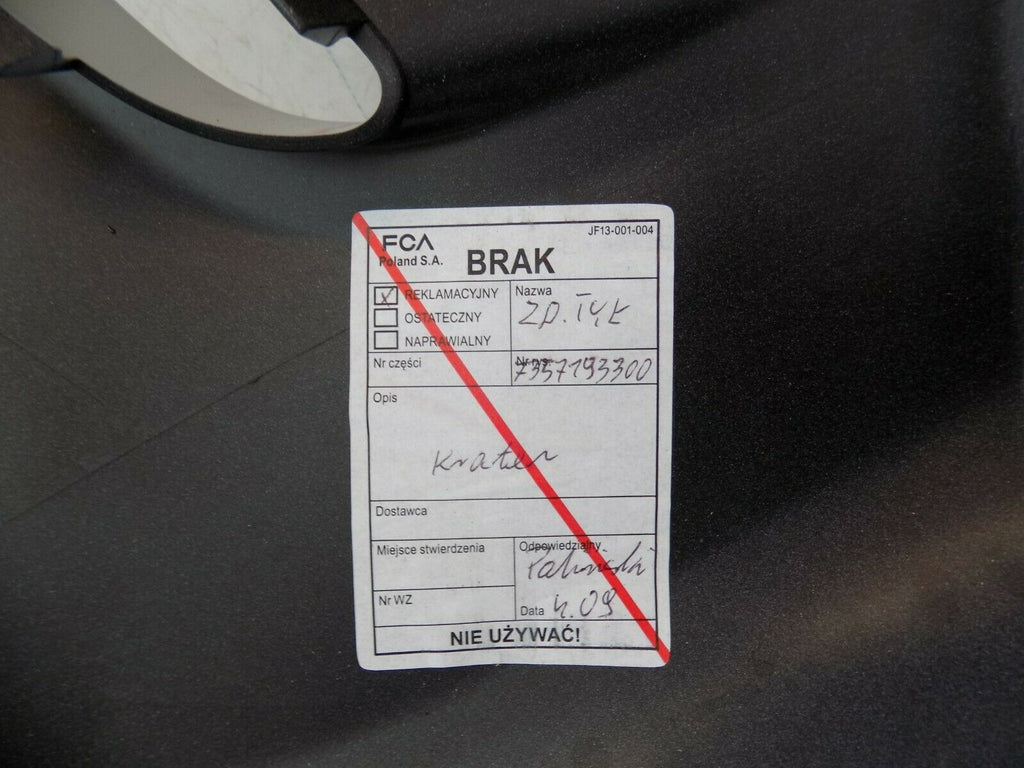 JF13-001-004
FCA
Poland S.A.
BRAK
REKLAMACYJNY
OSTATECZNY
NAPRAWIALNY
Nazwa
ZD. TYŁ
Nr części
7357193300
Opis
Krater
Dostawca
Miejsce stwierdzenia
Odpowiedzialny
Nr WZ
Data 4.09
NIE UŻYWAĆ!